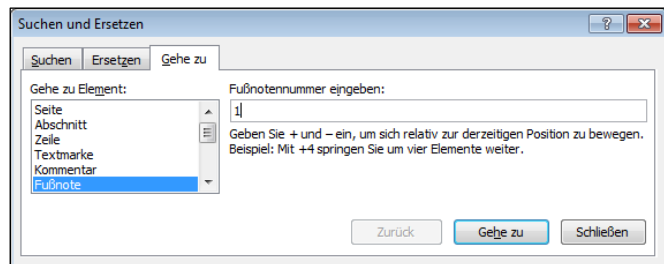 Suchen und Ersetzen
Suchen Ersetzen Gehe zu
Gehe zu Element:
Seite
Abschnitt
Zeile
Textmarke
Kommentar
Fußnote
Fußnotennummer eingeben:
1
Geben Sie + und – ein, um sich relativ zur derzeitigen Position zu bewegen.
Beispiel: Mit +4 springen Sie um vier Elemente weiter.
Zurück Gehe zu Schließen